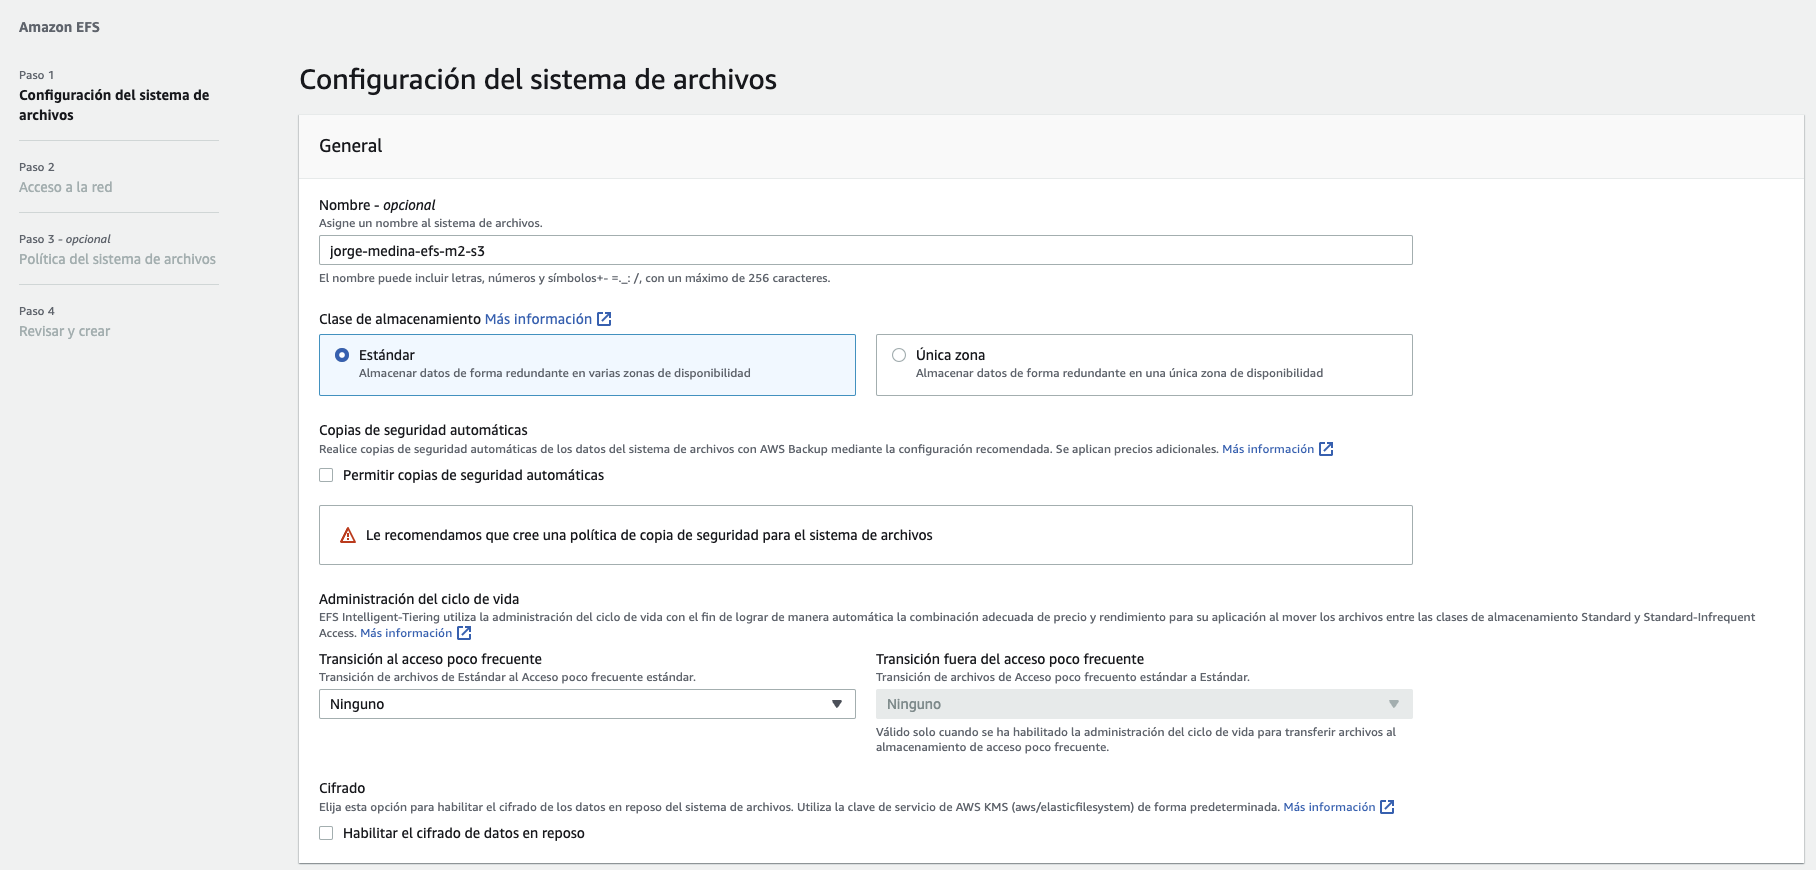 Amazon EFS
Paso 1
Configuración del sistema de
archivos
Paso 2
Acceso a la red
Paso 3 - opcional
Política del sistema de archivos
Paso 4
Revisar y crear
Configuración del sistema de archivos
General
Nombre - opcional
Asigne un nombre al sistema de archivos.
jorge-medina-efs-m2-s3
El nombre puede incluir letras, números y símbolos+- =._: /, con un máximo de 256 caracteres.
Clase de almacenamiento Más información
Estándar
Almacenar datos de forma redundante en varias zonas de disponibilidad
Única zona
Almacenar datos de forma redundante en una única zona de disponibilidad
Copias de seguridad automáticas
Realice copias de seguridad automáticas de los datos del sistema de archivos con AWS Backup mediante la configuración recomendada. Se aplican precios adicionales. Más información
Permitir copias de seguridad automáticas
Le recomendamos que cree una política de copia de seguridad para el sistema de archivos
Administración del ciclo de vida
EFS Intelligent-Tiering utiliza la administración del ciclo de vida con el fin de lograr de manera automática la combinación adecuada de precio y rendimiento para su aplicación al mover los archivos entre las clases de almacenamiento Standard y Standard-Infrequent
Access. Más información
Transición al acceso poco frecuente
Transición de archivos de Estándar al Acceso poco frecuente estándar.
Ninguno
Transición fuera del acceso poco frecuente
Transición de archivos de Acceso poco frecuento estándar a Estándar.
Ninguno
Válido solo cuando se ha habilitado la administración del ciclo de vida para transferir archivos al
almacenamiento de acceso poco frecuente.
Cifrado
Elija esta opción para habilitar el cifrado de los datos en reposo del sistema de archivos. Utiliza la clave de servicio de AWS KMS (aws/elasticfilesystem) de forma predeterminada. Más información
Habilitar el cifrado de datos en reposo